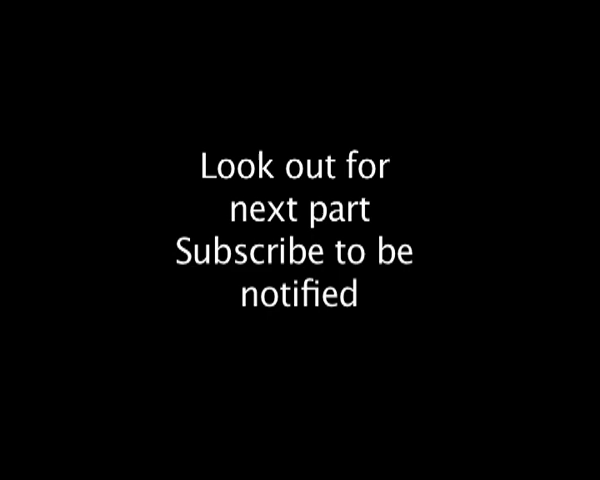 Look out for
next part
Subscribe to be
notified